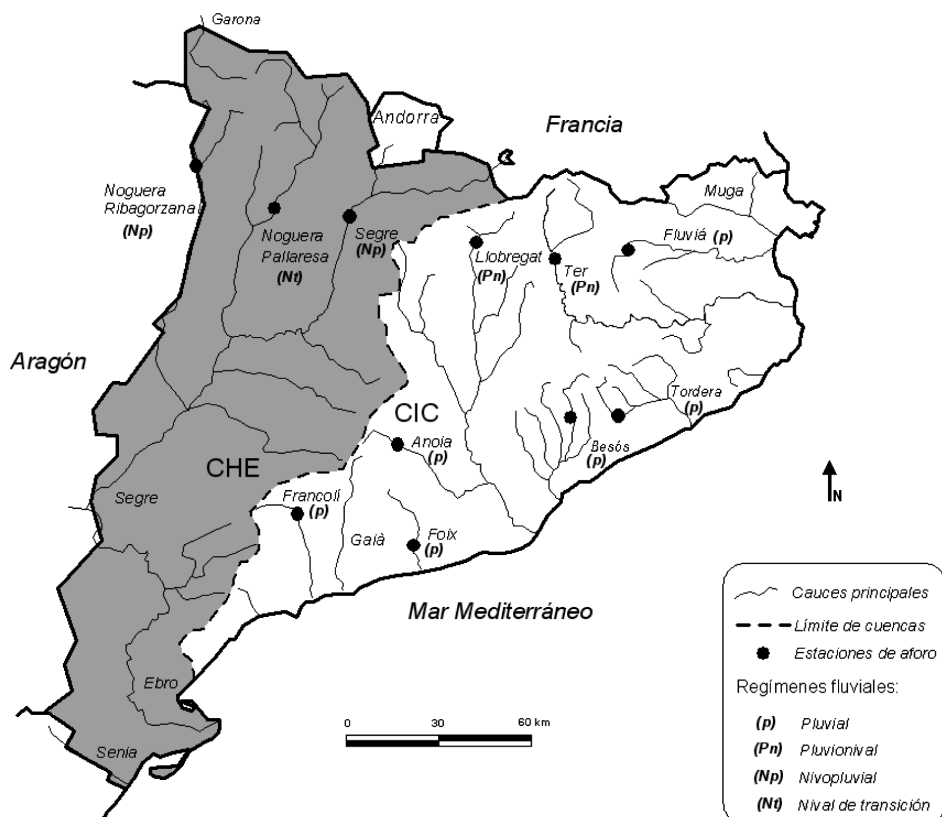 Garona
Andorra
Francia
Muga
Noguera
Ribagorzana
(Np)
Noguera
Pallaresa
(Nt)
Segre
(Np)
Llobregat
(Pn)
Ter
(Pn)
Fluviá (p)
Aragón
CIC
CHE
Tordera
(p)
Besós
(p)
Anoia
(p)
Segre
Francolí
(p)
Gaià
Foix
(p)
N
Mar Mediterráneo
Ebro
Senia
0 30 60 km
Cauces principales
Límite de cuencas
Estaciones de aforo
Regímenes fluviales:
(p) Pluvial
(Pn) Pluvionival
(Np) Nivopluvial
(Nt) Nival de transición